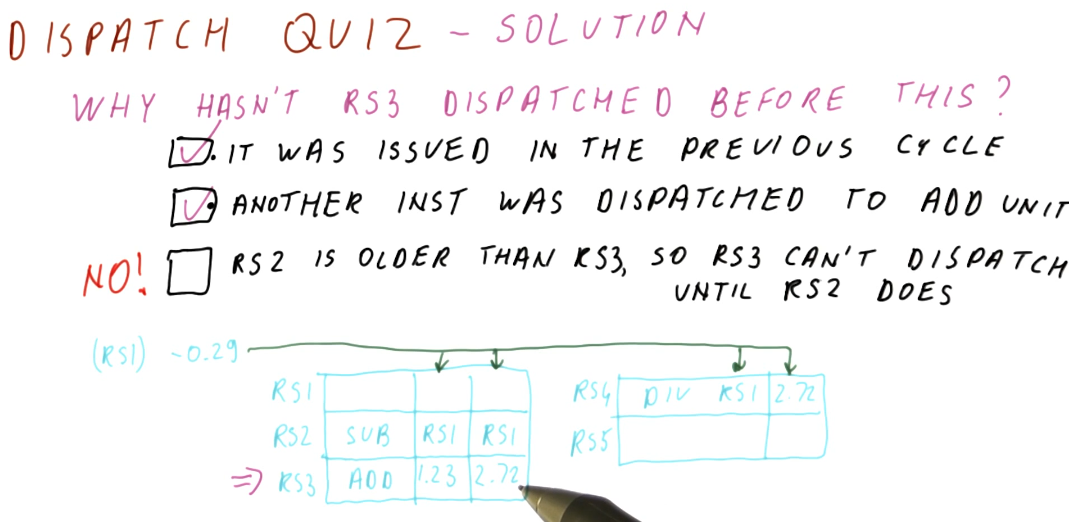 DISPATCH QUIZ - SOLUTION
WHY HASN'T RS3 DISPATCHED BEFORE THIS?
IT WAS ISSUED IN THE PREVIOUS CYCLE
ANOTHER INST WAS DISPATCHED TO ADD UNIT
NO! RS2 IS OLDER THAN RS3, SO RS3 CAN'T DISPATCH
UNTIL RS2 DOES
(RS1) -0.29
RS1
RS2 SUB RS1 RS1
⇒ RS3 ADD 1.23 2.72
RS4 DIV RS1 2.72
RS5